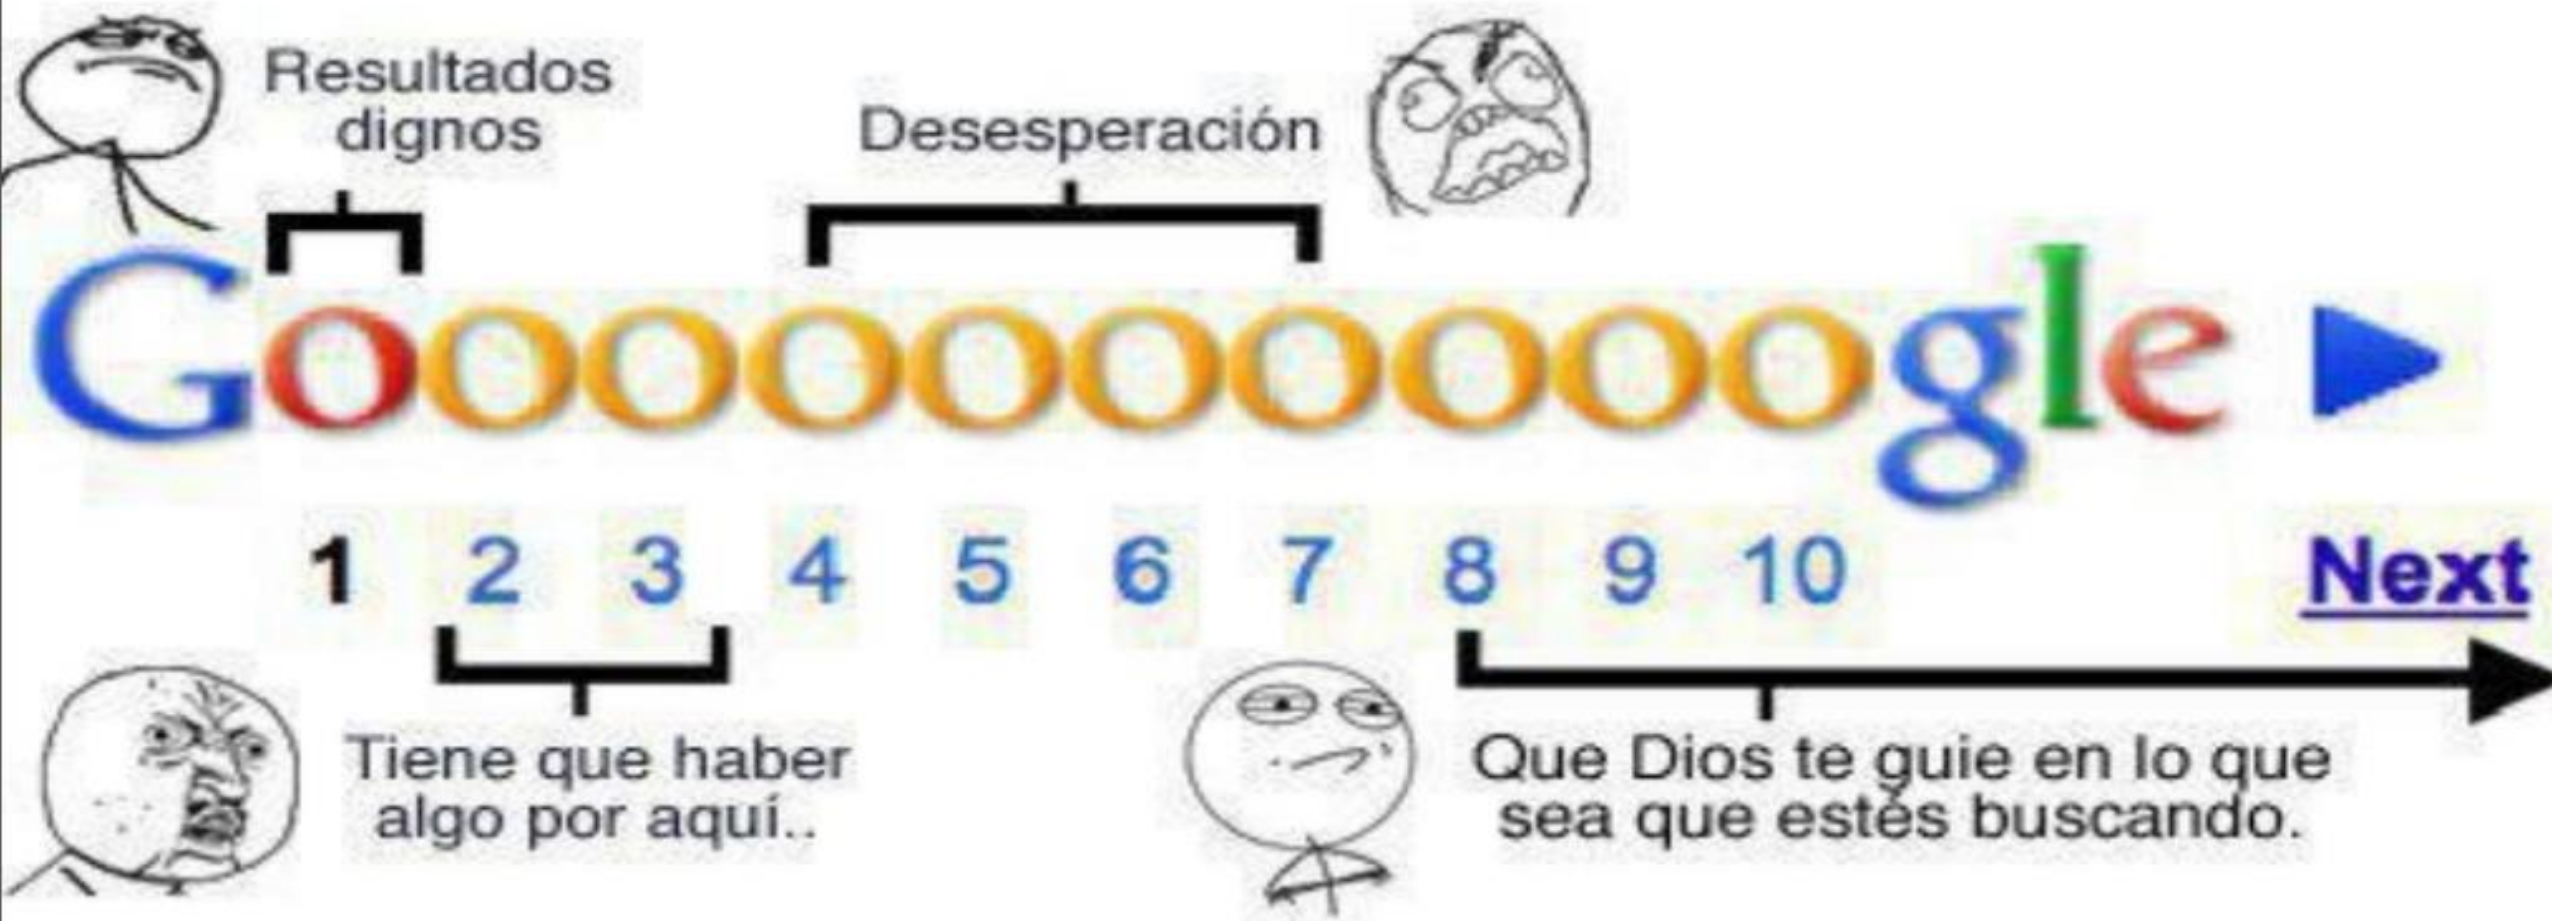 Resultados
dignos
Desesperación
Goooooooooogle
1 2 3 4 5 6 7 8 9 10 Next
Tiene que haber
algo por aquí..
Que Dios te guie en lo que
sea que estés buscando.